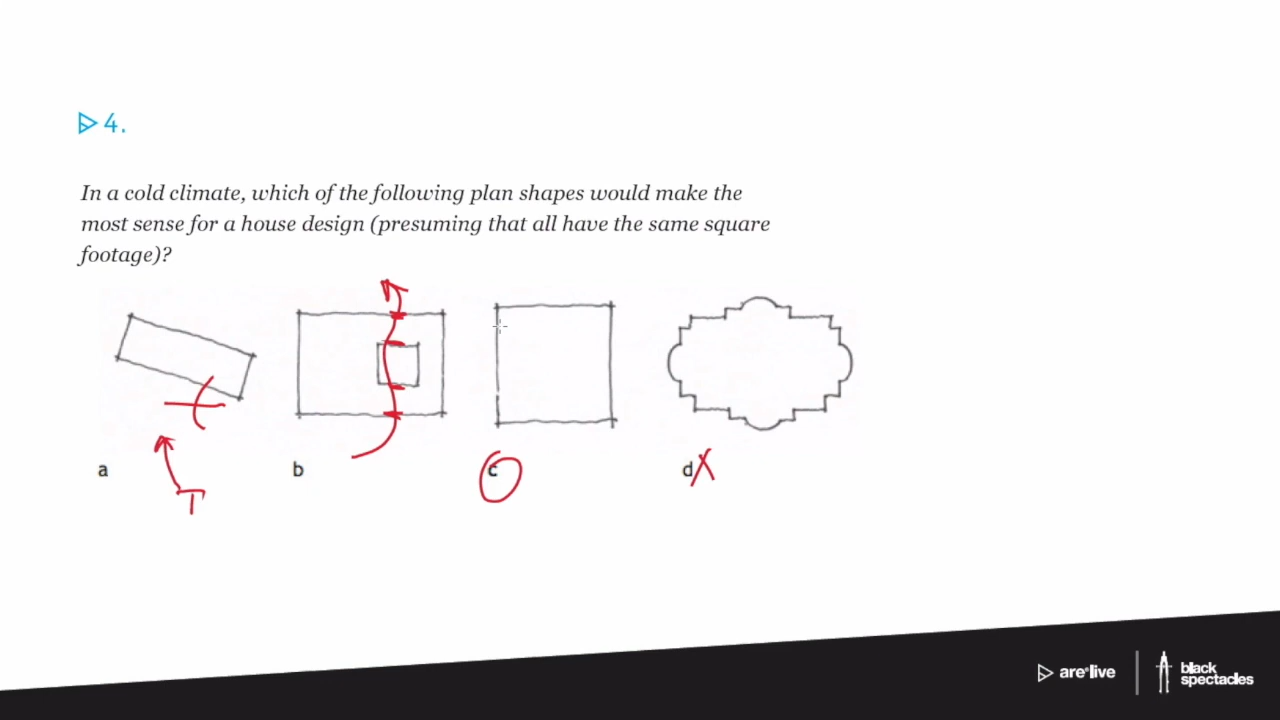 4.
In a cold climate, which of the following plan shapes would make the
most sense for a house design (presuming that all have the same square
footage)?
a
b
c
d
T
are live
black
spectacles